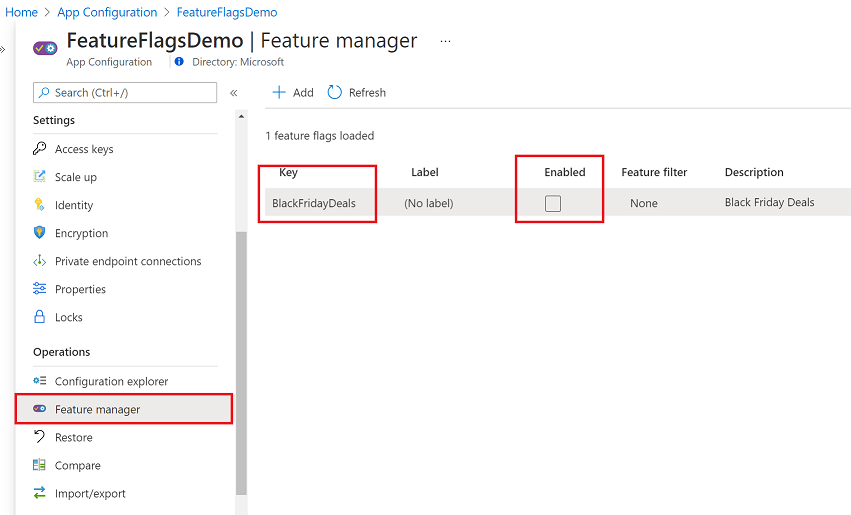 Home > App Configuration > FeatureFlagsDemo
FeatureFlagsDemo | Feature manager ...
App Configuration Directory: Microsoft
Search (Ctrl+/) «
Settings
Access keys
Scale up
Identity
Encryption
Private endpoint connections
Properties
Locks
Operations
Configuration explorer
Feature manager
Restore
Compare
Import/export
Add Refresh
1 feature flags loaded
Key Label Enabled Feature filter Description
BlackFridayDeals (No label) None Black Friday Deals